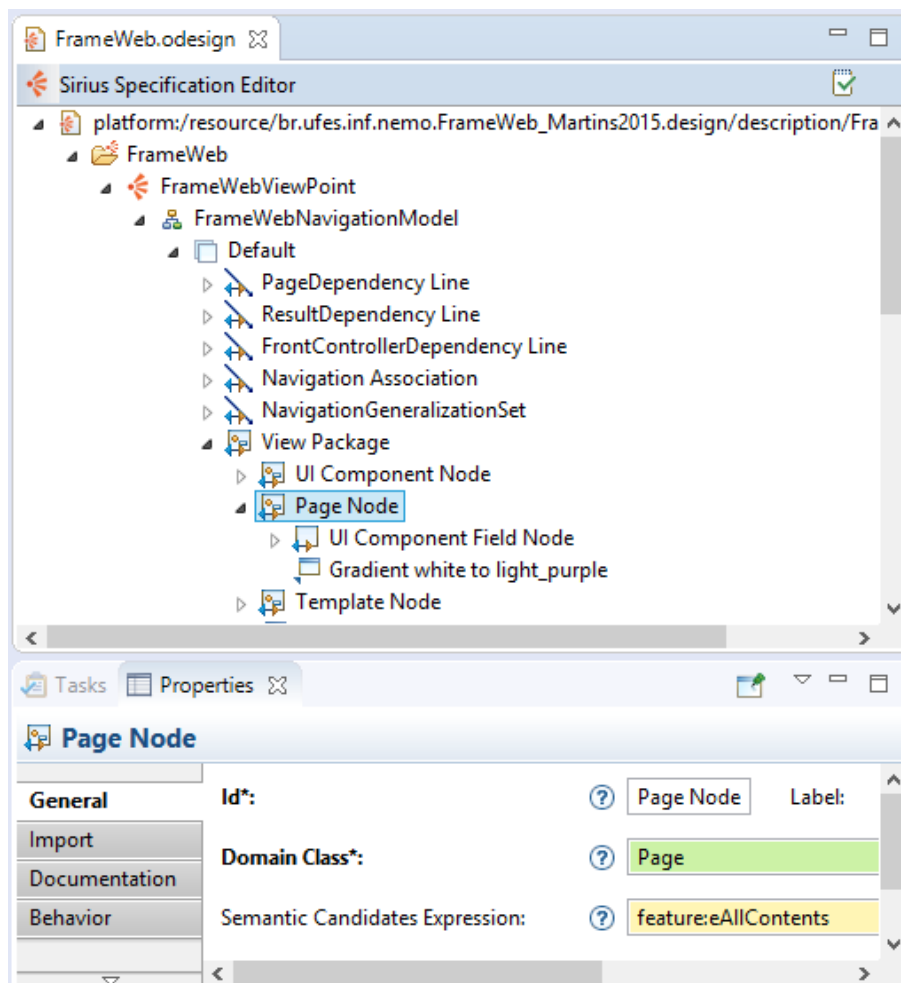 FrameWeb.odesign
Sirius Specification Editor
platform:/resource/br.ufes.inf.nemo.FrameWeb_Martins2015.design/description/Fra
FrameWeb
FrameWebViewPoint
FrameWebNavigationModel
Default
PageDependency Line
ResultDependency Line
FrontControllerDependency Line
Navigation Association
NavigationGeneralizationSet
View Package
UI Component Node
Page Node
UI Component Field Node
Gradient white to light_purple
Template Node
Tasks Properties
Page Node
General Id*: ? Page Node Label:
Import
Domain Class*: ? Page
Documentation
Behavior Semantic Candidates Expression: ? feature:eAllContents